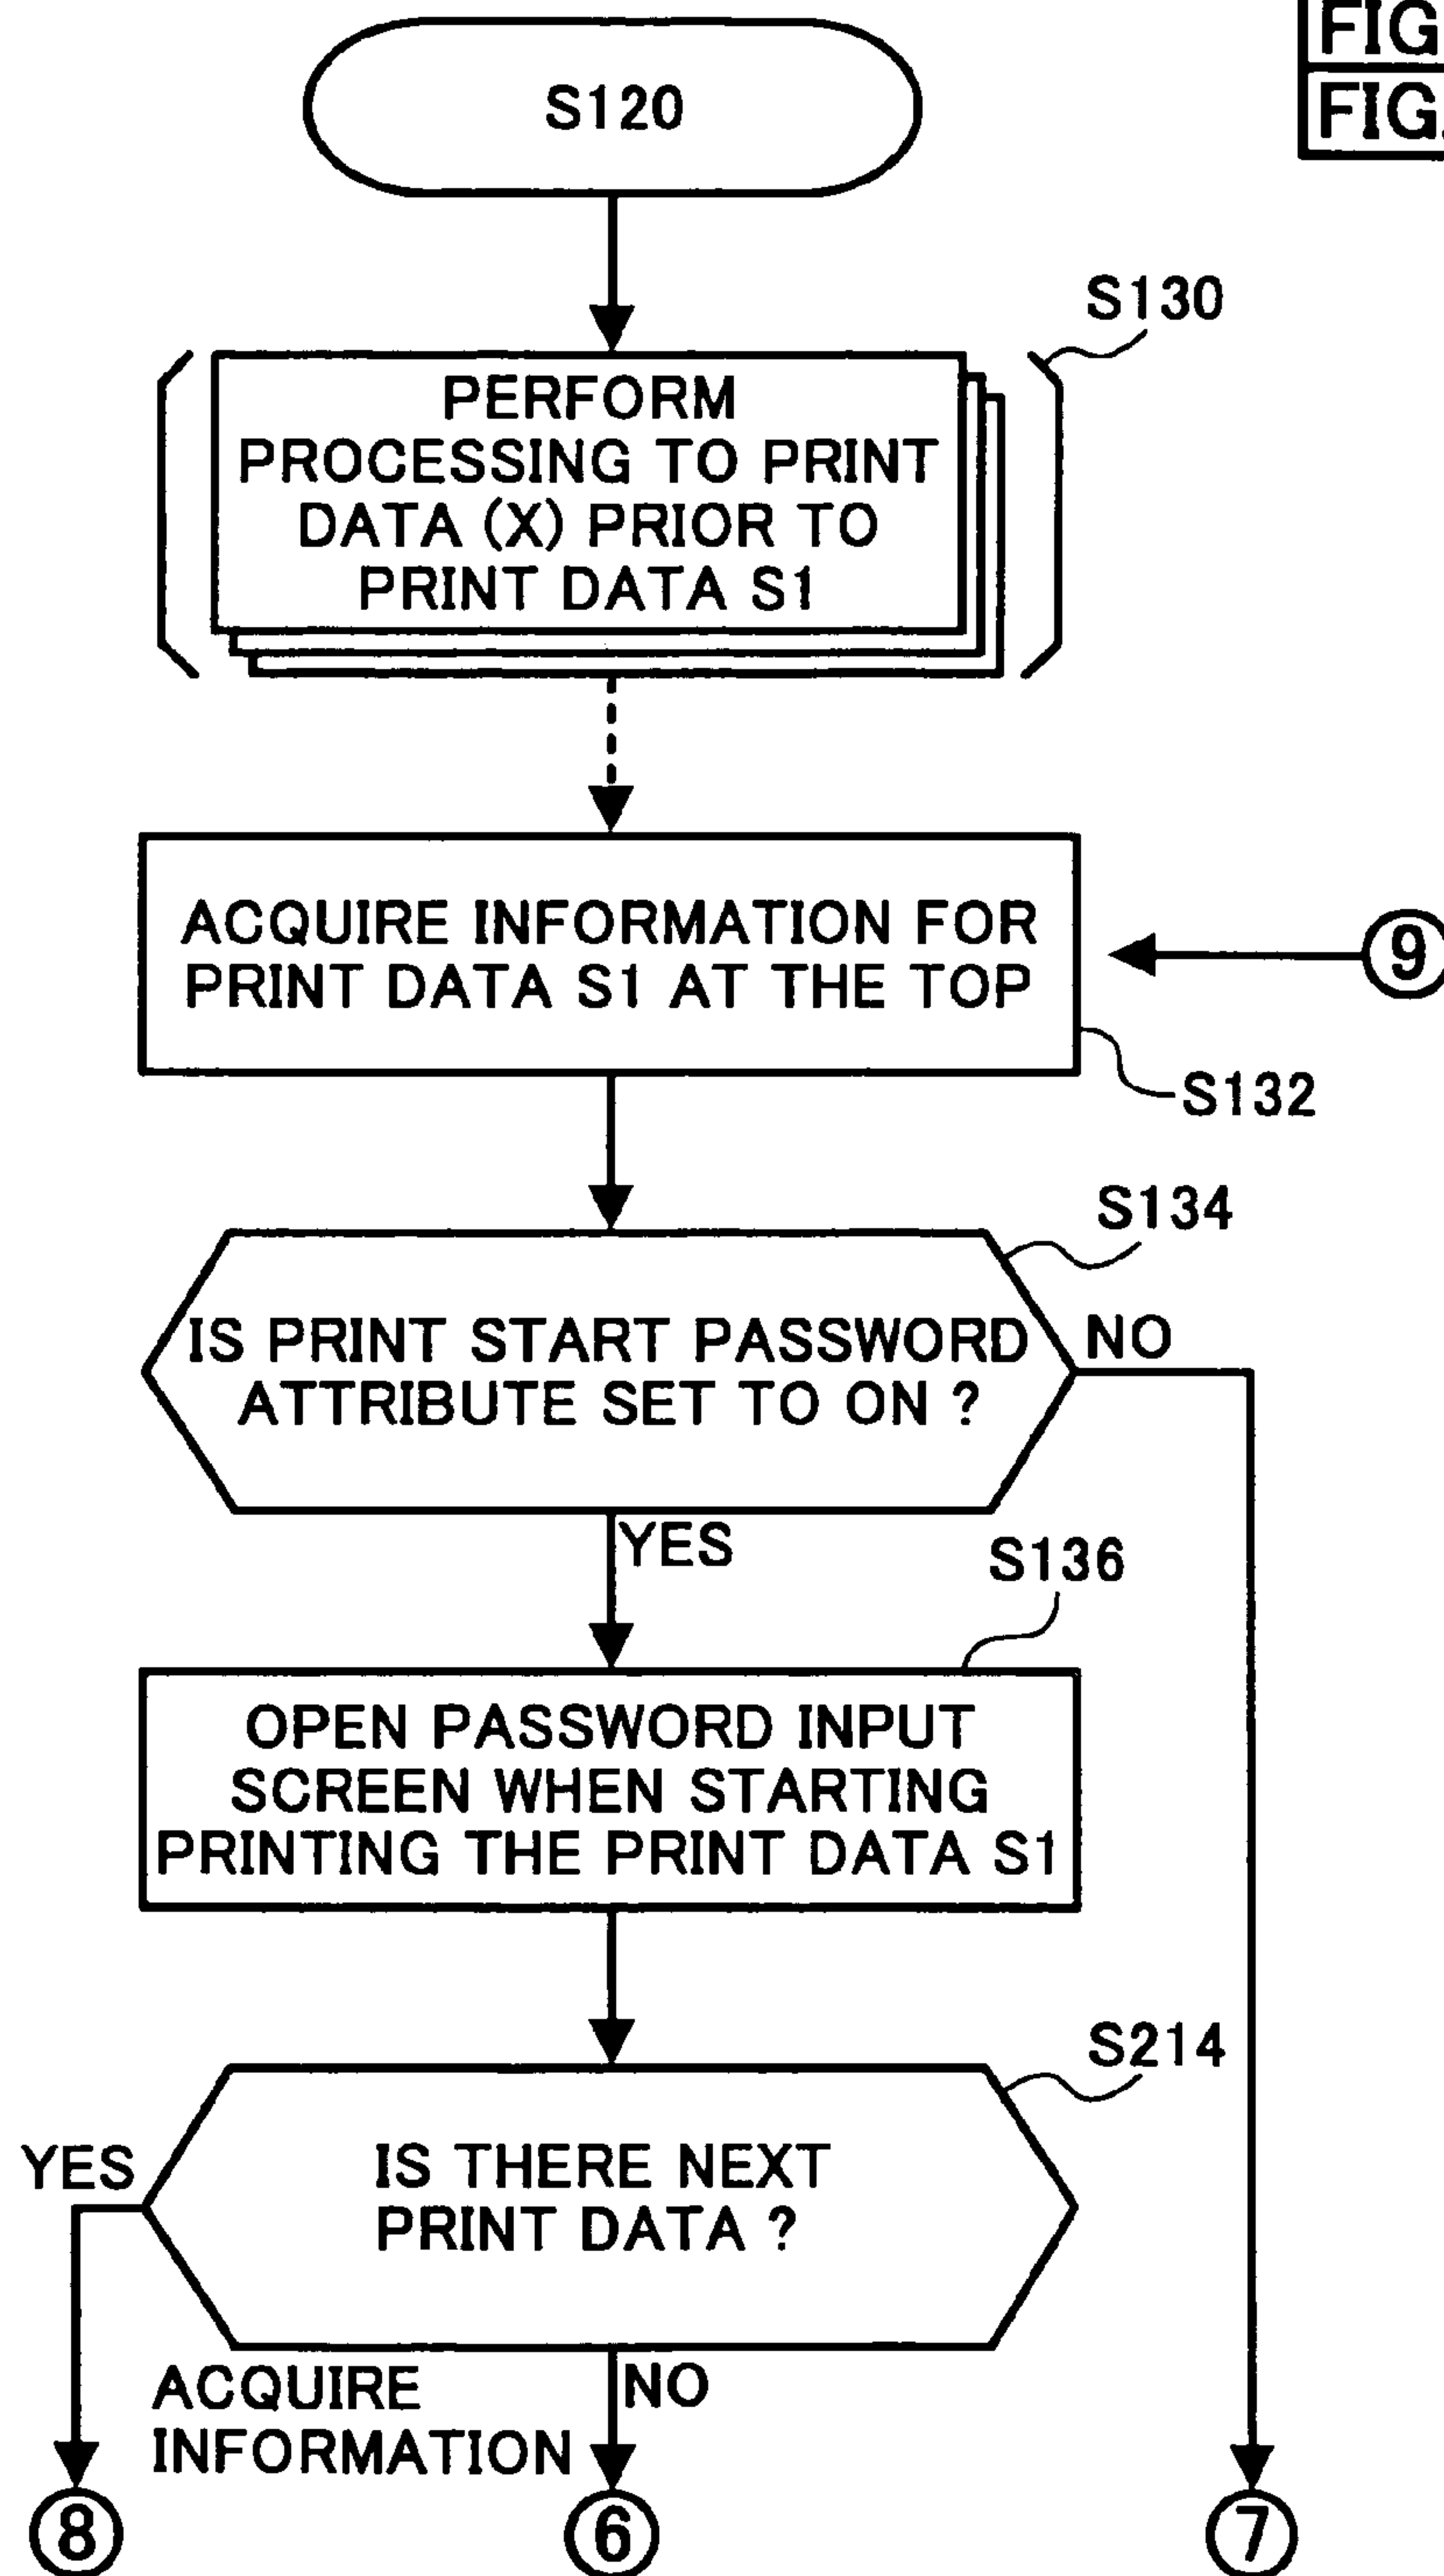 FIG
FIG.
S120
S130
PERFORM
PROCESSING TO PRINT
DATA (X) PRIOR TO
PRINT DATA S1
ACQUIRE INFORMATION FOR
PRINT DATA S1 AT THE TOP
9
S132
S134
IS PRINT START PASSWORD
ATTRIBUTE SET TO ON ?
NO
YES
S136
OPEN PASSWORD INPUT
SCREEN WHEN STARTING
PRINTING THE PRINT DATA S1
S214
YES
IS THERE NEXT
PRINT DATA ?
ACQUIRE
INFORMATION
NO
8
6
7